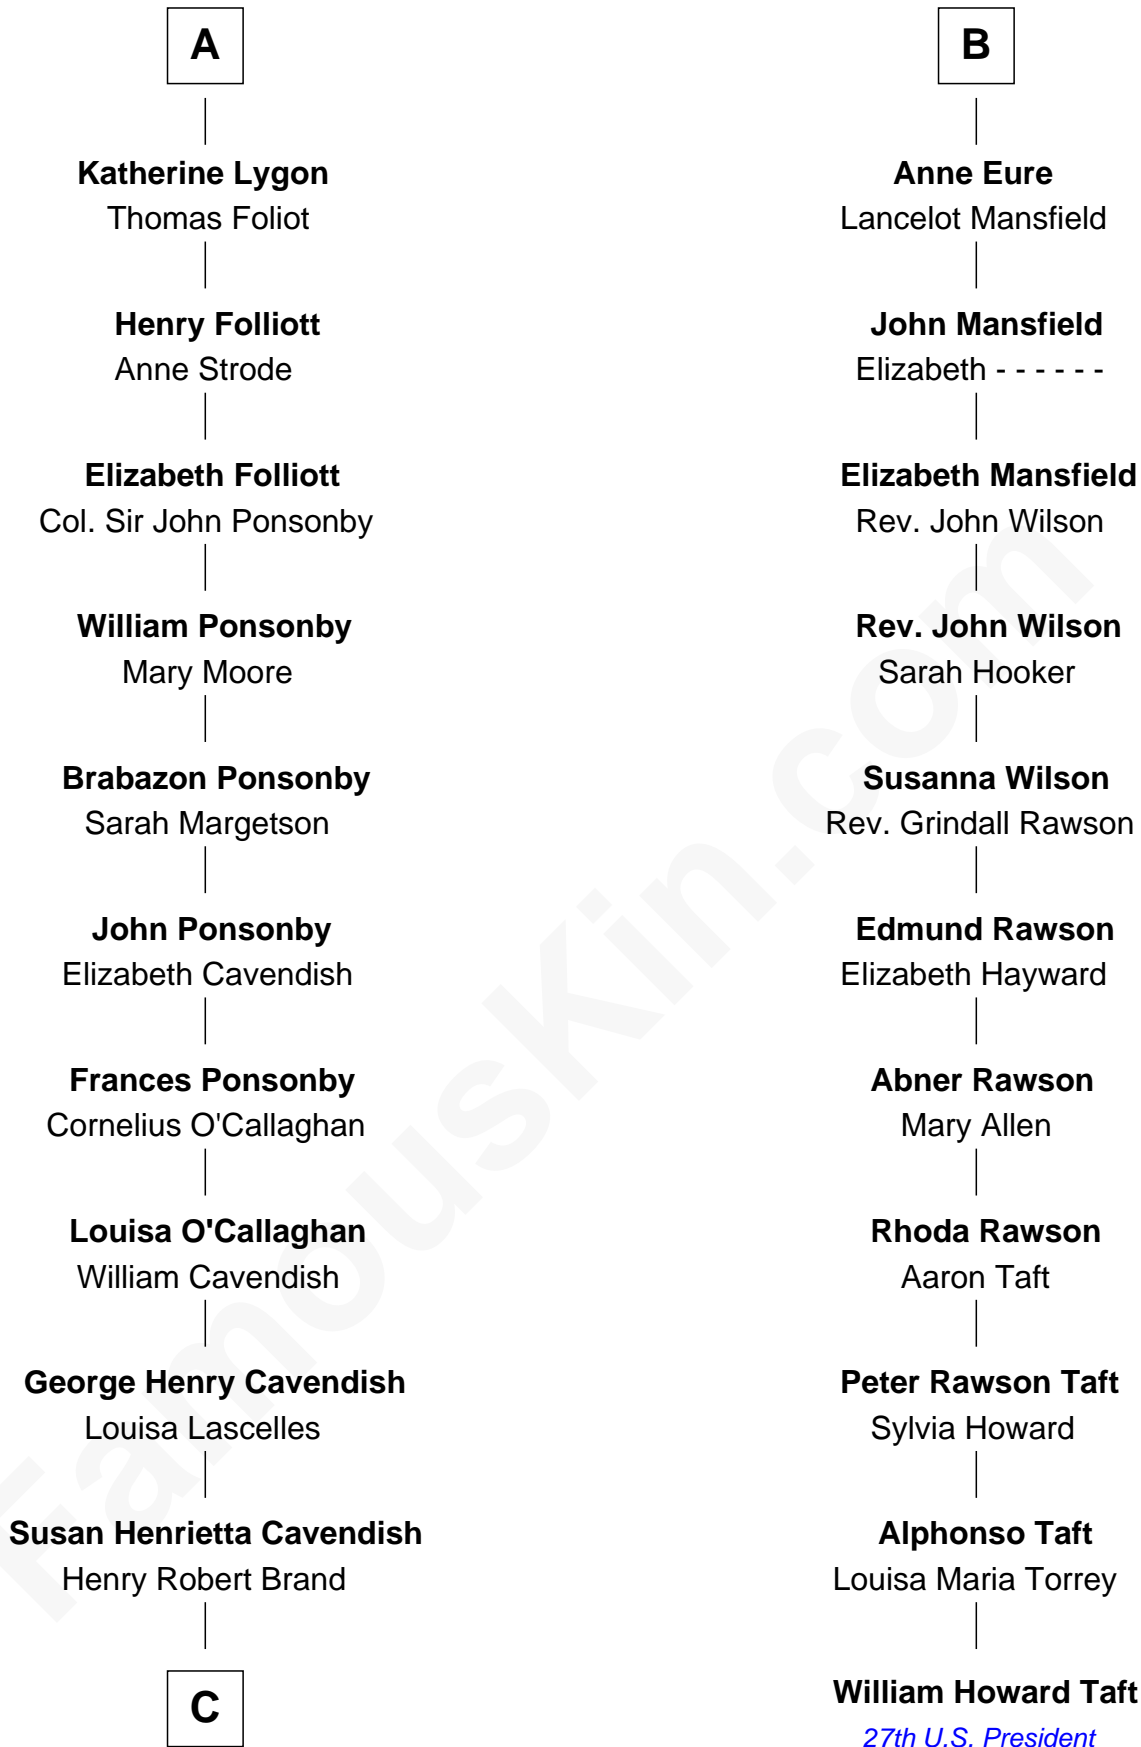 A
Katherine Lygon
Thomas Foliot
Henry Folliott
Anne Strode
Elizabeth Folliott
Col. Sir John Ponsonby
William Ponsonby
Mary Moore
Brabazon Ponsonby
Sarah Margetson
John Ponsonby
Elizabeth Cavendish
Frances Ponsonby
Cornelius O'Callaghan
Louisa O'Callaghan
William Cavendish
George Henry Cavendish
Louisa Lascelles
Susan Henrietta Cavendish
Henry Robert Brand
C
B
Anne Eure
Lancelot Mansfield
John Mansfield
Elizabeth - - - - - -
Elizabeth Mansfield
Rev. John Wilson
Rev. John Wilson
Sarah Hooker
Susanna Wilson
Rev. Grindall Rawson
Edmund Rawson
Elizabeth Hayward
Abner Rawson
Mary Allen
Rhoda Rawson
Aaron Taft
Peter Rawson Taft
Sylvia Howard
Alphonso Taft
Louisa Maria Torrey
William Howard Taft
27th U.S. President
FamousKin.com